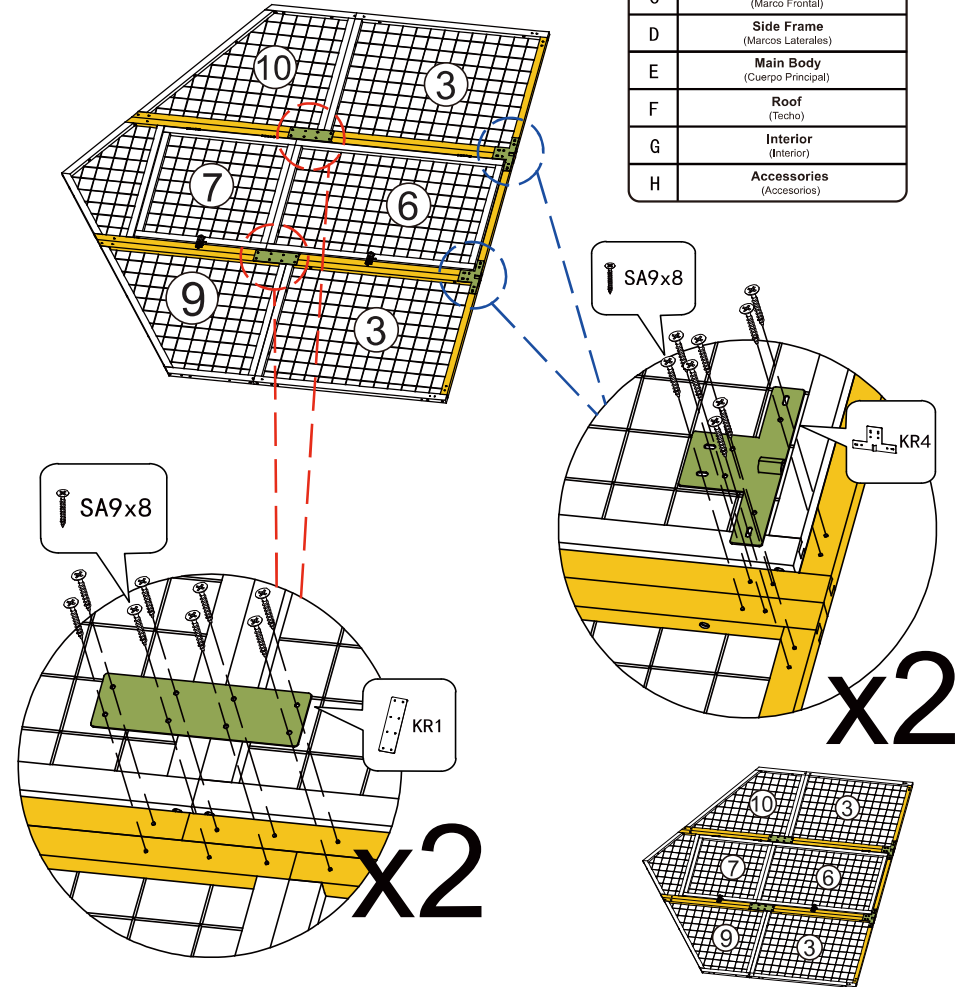 (Marco Frontal)
D
Side Frame
(Marcos Laterales)
E
Main Body
(Cuerpo Principal)
F
Roof
(Techo)
G
Interior
(Interior)
H
Accessories
(Accesorios)
10
3
7
6
9
3
SA9x8
KR4
x2
SA9x8
KR1
x2
10
3
7
6
9
3